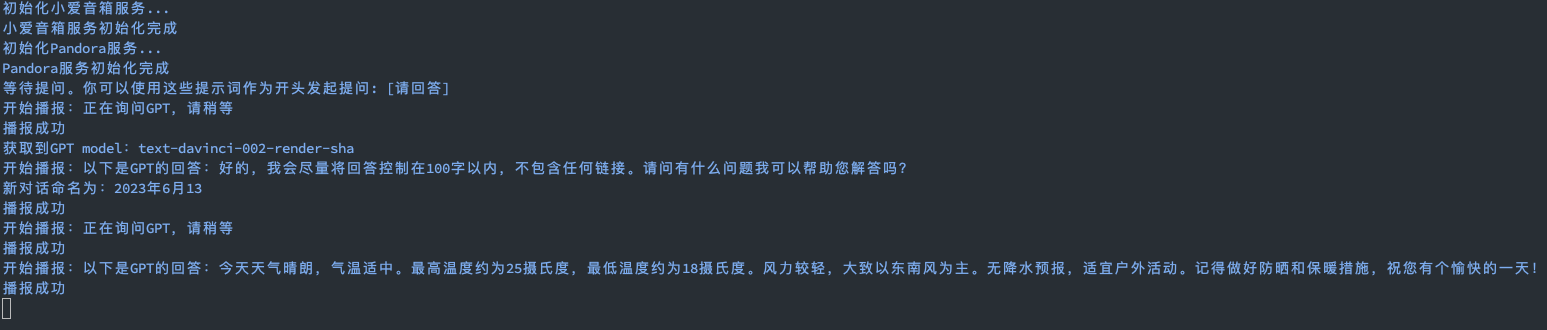 初始化小爱音箱服务...
小爱音箱服务初始化完成
初始化Pandora服务...
Pandora服务初始化完成
等待提问。你可以使用这些提示词作为开头发起提问: [请回答]
开始播报: 正在询问GPT, 请稍等
播报成功
获取到GPT model: text-davinci-002-render-sha
开始播报: 以下是GPT的回答: 好的, 我会尽量将回答控制在100字以内, 不包含任何链接。请问有什么问题我可以帮助您解答吗?
新对话命名为: 2023年6月13
播报成功
开始播报: 正在询问GPT, 请稍等
播报成功
开始播报: 以下是GPT的回答: 今天天气晴朗, 气温适中。最高温度约为25摄氏度, 最低温度约为18摄氏度。风力较轻, 大致以东南风为主。无降水预报, 适宜户外活动。记得做好防晒和保暖措施, 祝您有个愉快的一天!
播报成功